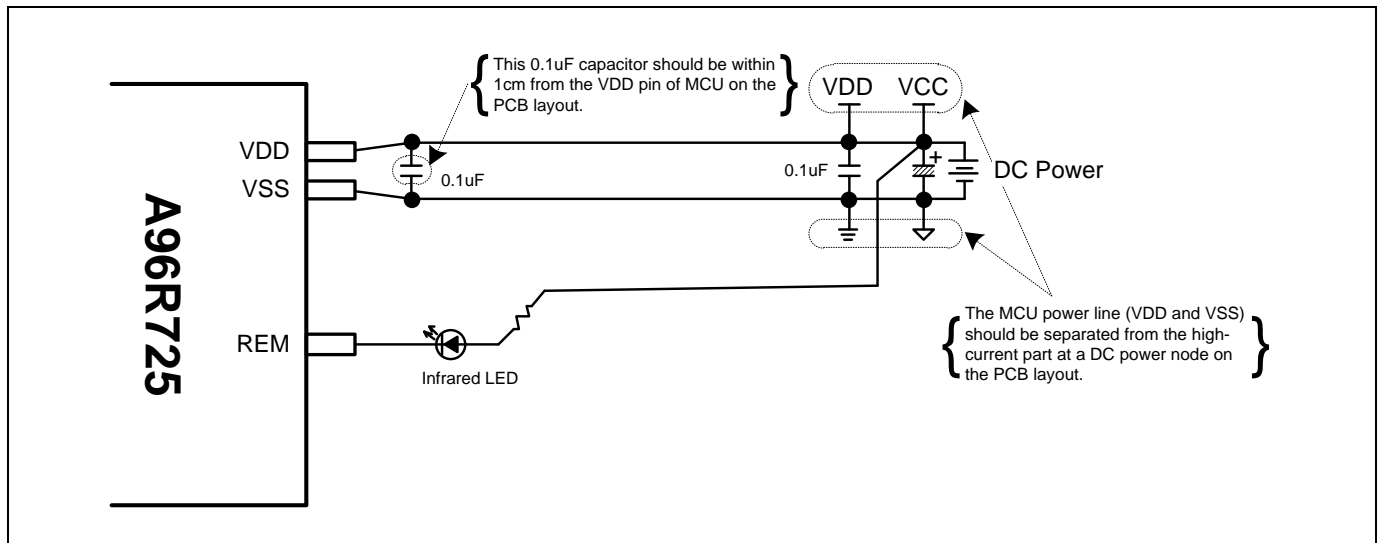 This 0.1uF capacitor should be within
1cm from the VDD pin of MCU on the
PCB layout.
VDD VCC
VDD
VSS
0.1uF
0.1uF
+
DC Power
A96R725
REM
Infrared LED
The MCU power line (VDD and VSS)
should be separated from the high-
current part at a DC power node on
the PCB layout.